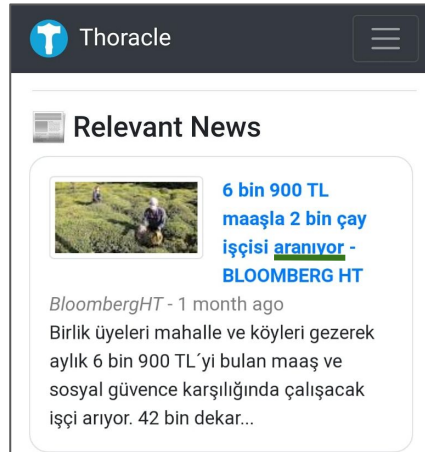 Thoracle
Relevant News
6 bin 900 TL
maaşla 2 bin çay
işçisi aranıyor -
BLOOMBERG HT
BloombergHT - 1 month ago
Birlik üyeleri mahalle ve köyleri gezerek
aylık 6 bin 900 TL´yi bulan maaş ve
sosyal güvence karşılığında çalışacak
işçi arıyor. 42 bin dekar...